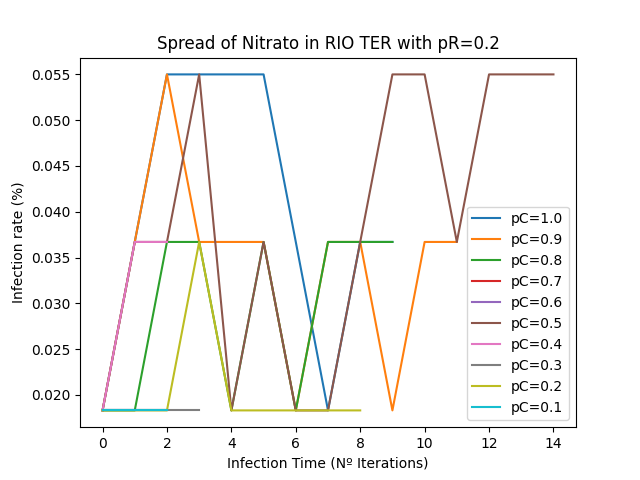 Spread of Nitrato in RIO TER with pR=0.2
Infection rate (%)
0.055
0.050
0.045
0.040
0.035
0.030
0.025
0.020
0 2 4 6 8 10 12 14
Infection Time (Nº Iterations)
pC=1.0
pC=0.9
pC=0.8
pC=0.7
pC=0.6
pC=0.5
pC=0.4
pC=0.3
pC=0.2
pC=0.1